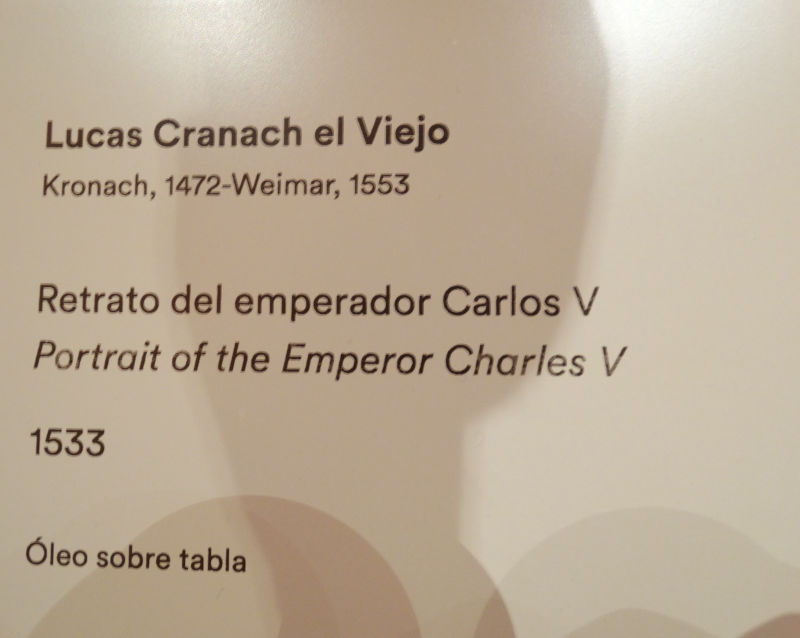 Lucas Cranach el Viejo
Kronach, 1472-Weimar, 1553
Retrato del emperador Carlos V
Portrait of the Emperor Charles V
1533
Óleo sobre tabla